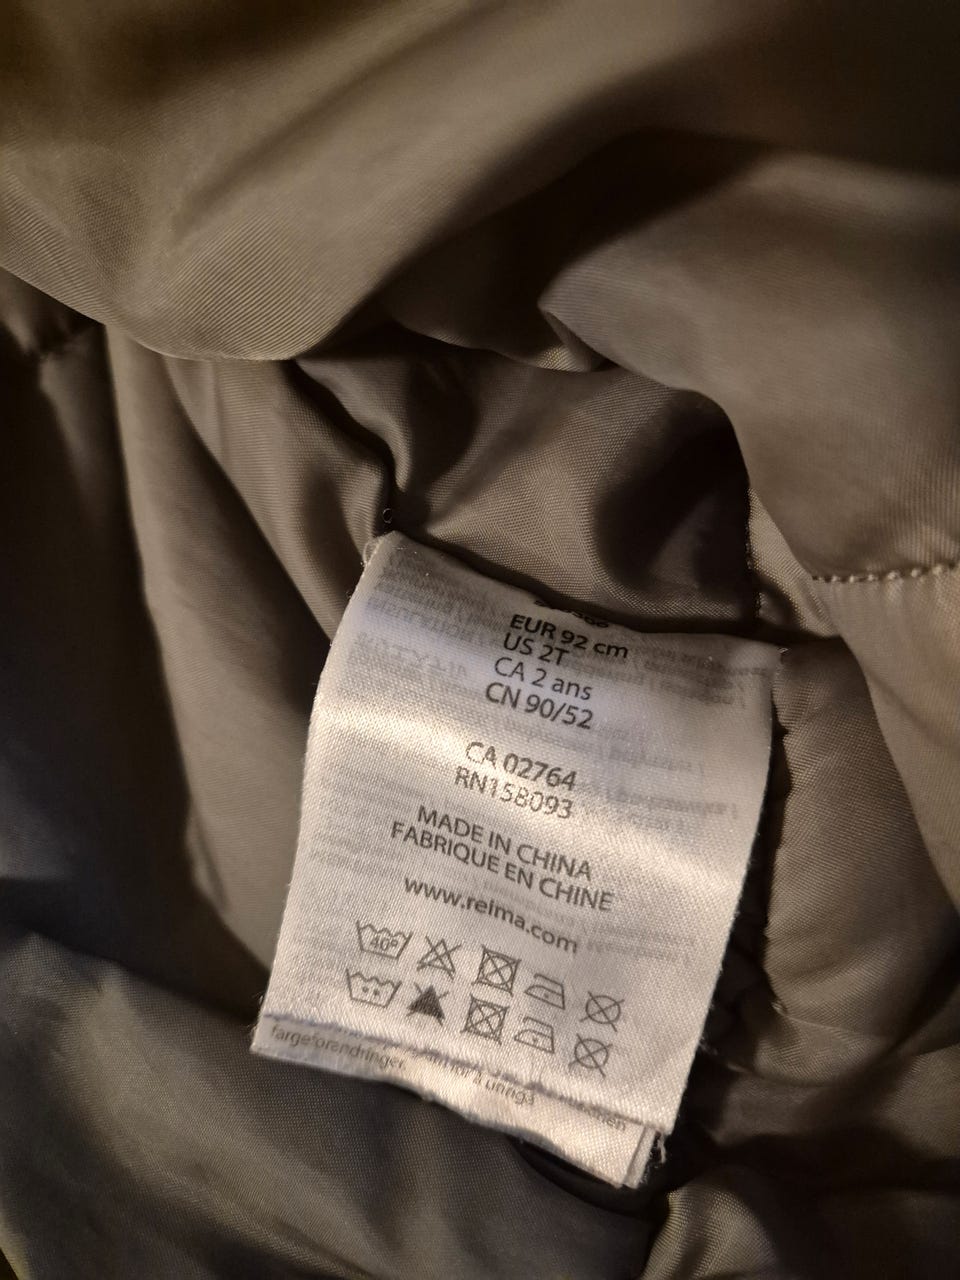 EUR 92 cm
US 2T
CA 2 ans
CN 90/52
CA 02764
RN158093
MADE IN CHINA
FABRIQUE EN CHINE
www.reima.com
40°
fargeforandringer.